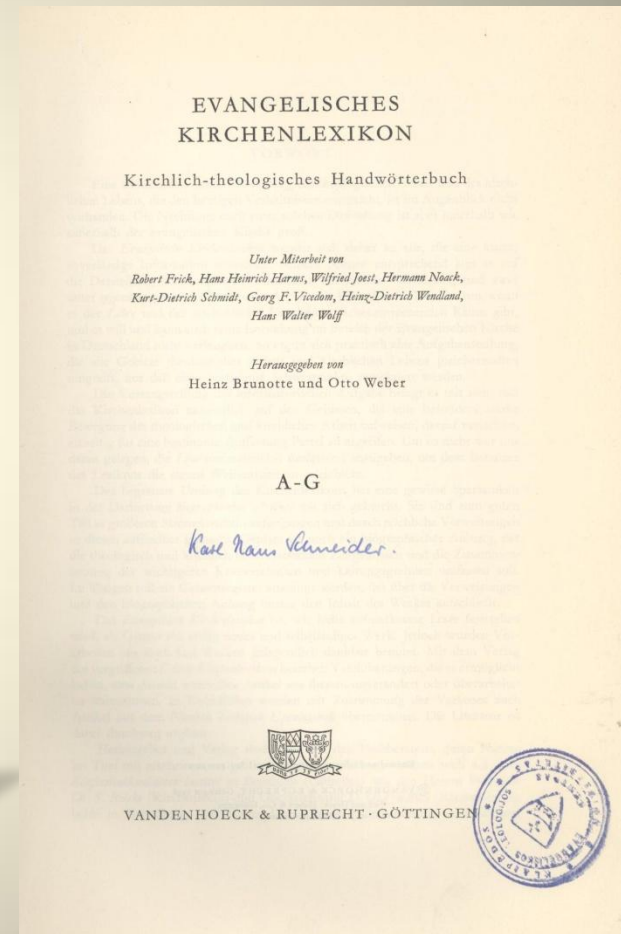 EVANGELISCHES
KIRCHENLEXIKON
Kirchlich-theologisches Handwörterbuch
Unter Mitarbeit von
Robert Frick, Hans Heinrich Harms, Wilfried Joest, Hermann Noack,
Kurt-Dietrich Schmidt, Georg F. Vicedom, Heinz-Dietrich Wendland,
Hans Walter Wolff
Herausgegeben von
Heinz Brunotte und Otto Weber
A-G
Karl Hans Schneider.
VANDENHOECK & RUPRECHT · GÖTTINGEN
KLAIPĖDOS